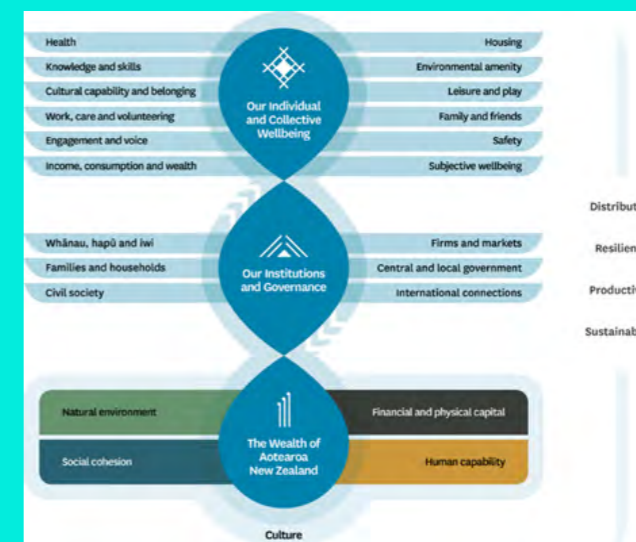 Health
Knowledge and skills
Cultural capability and belonging
Work, care and volunteering
Engagement and voice
Income, consumption and wealth
Our Individual
and Collective
Wellbeing
Housing
Environmental amenity
Leisure and play
Family and friends
Safety
Subjective wellbeing
Whānau, hapū and iwi
Families and households
Civil society
Our Institutions
and Governance
Firms and markets
Central and local government
International connections
Natural environment
Social cohesion
The Wealth of
Aotearoa
New Zealand
Financial and physical capital
Human capability
Culture